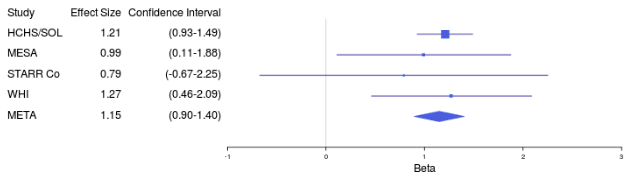 Study Effect Size Confidence Interval
HCHS/SOL 1.21 (0.93-1.49)
MESA 0.99 (0.11-1.88)
STARR Co 0.79 (-0.67-2.25)
WHI 1.27 (0.46-2.09)
META 1.15 (0.90-1.40)
-1 0 1 2 3
Beta